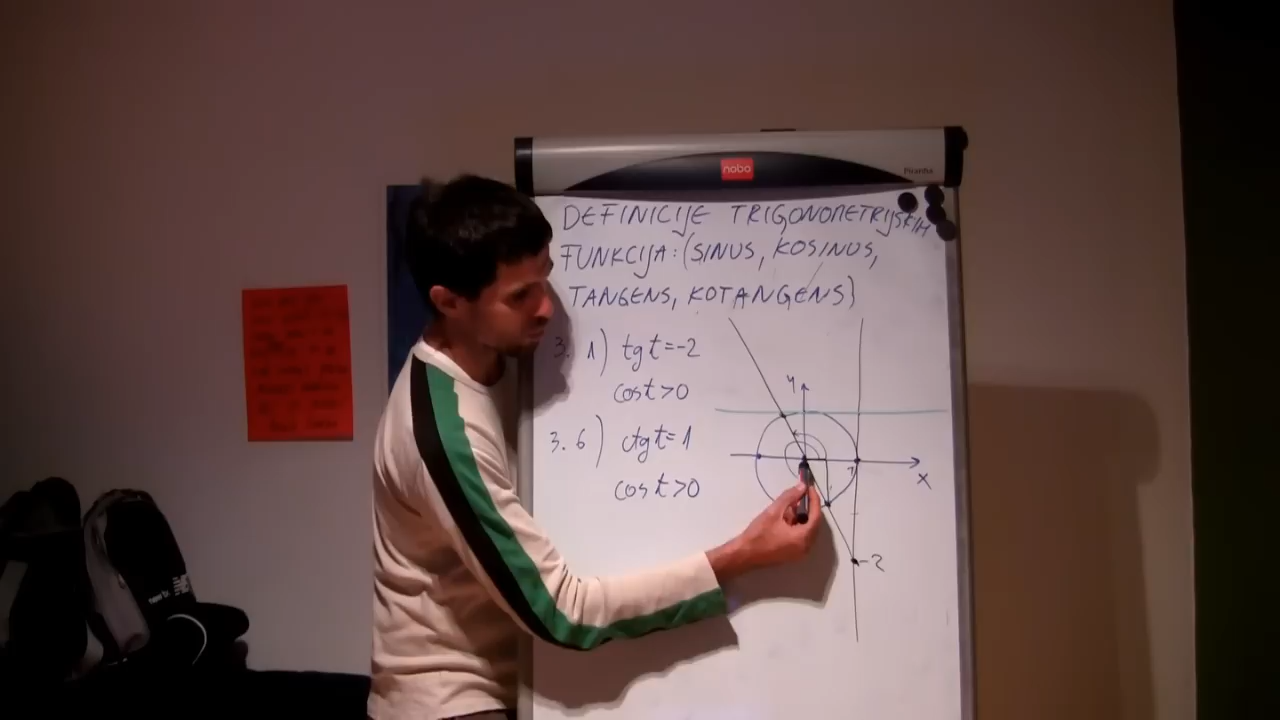 nobo
Piranha
DEFINICIJE TRIGONOMETRIJSKIH
FUNKCIJA: (SINUS, KOSINUS,
TANGENS, KOTANGENS)
3. 1) tg t = -2
cos t > 0
3. 6) ctg t = 1
cos t > 0
y
x
-2